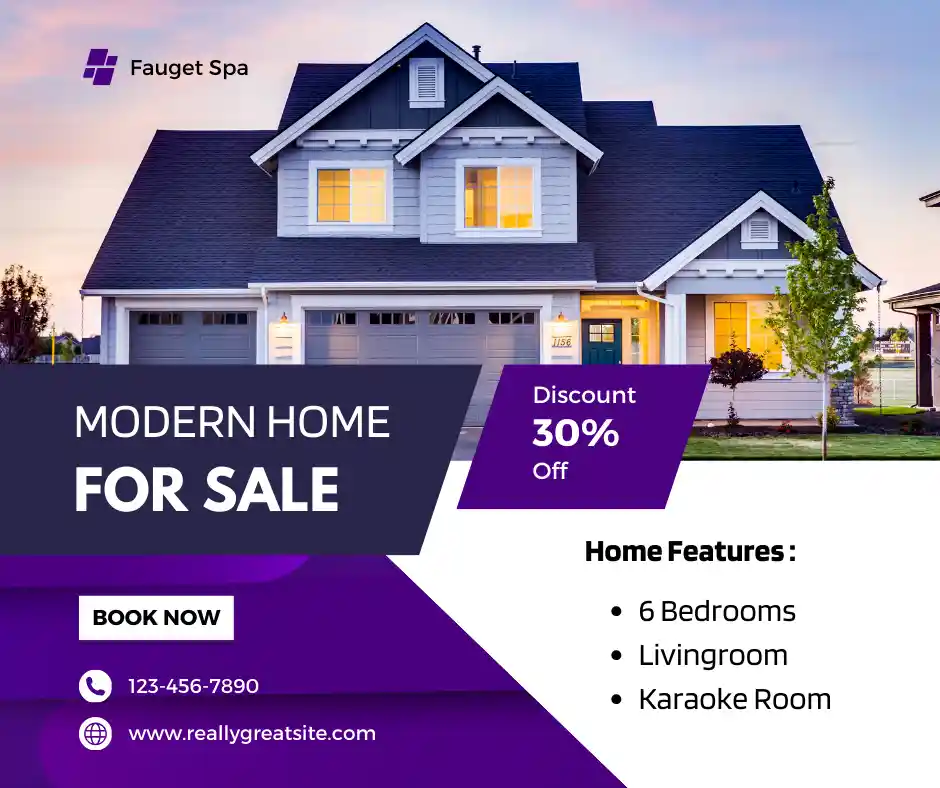 Fauget Spa
1156
MODERN HOME
FOR SALE
Discount
30%
Off
Home Features :
6 Bedrooms
Livingroom
Karaoke Room
BOOK NOW
123-456-7890
www.reallygreatsite.com